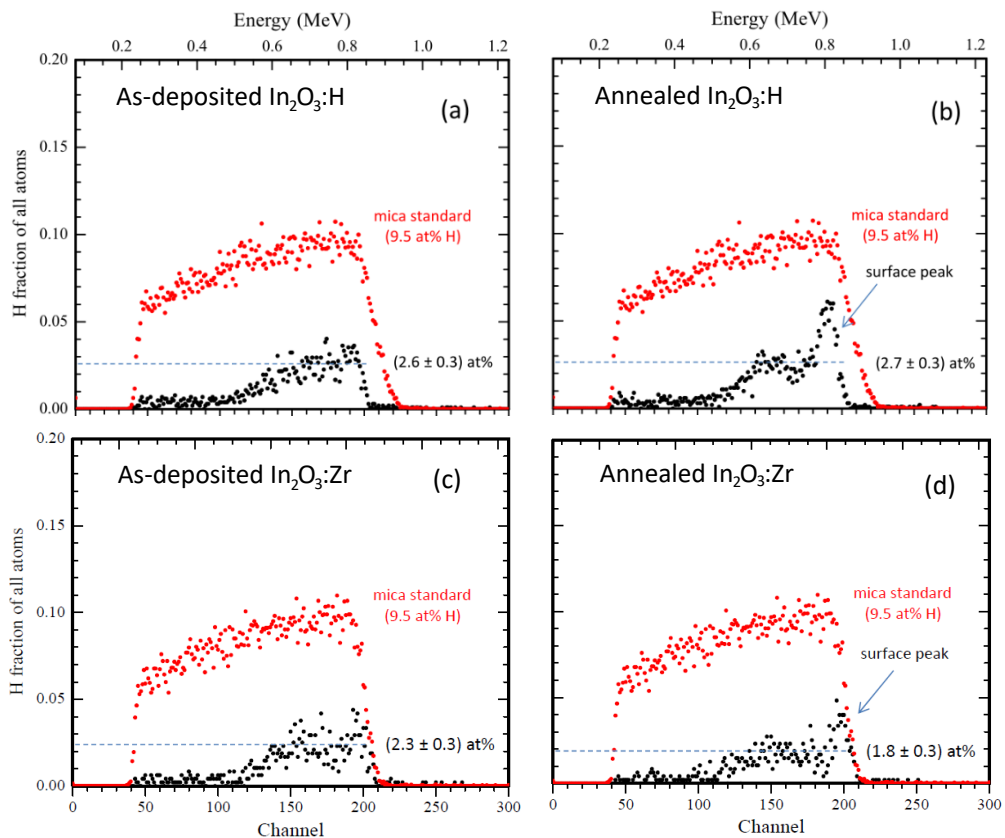 Energy (MeV)
0.2 0.4 0.6 0.8 1.0 1.2
0.20
0.15
0.10
0.05
0.00
H fraction of all atoms
As-deposited In₂O₃:H
(a)
mica standard
(9.5 at% H)
(2.6 ± 0.3) at%
Energy (MeV)
0.2 0.4 0.6 0.8 1.0 1.2
Annealed In₂O₃:H
(b)
mica standard
(9.5 at% H)
surface peak
(2.7 ± 0.3) at%
0.20
0.15
0.10
0.05
0.00
H fraction of all atoms
As-deposited In₂O₃:Zr
(c)
mica standard
(9.5 at% H)
(2.3 ± 0.3) at%
0 50 100 150 200 250 300
Channel
Annealed In₂O₃:Zr
(d)
mica standard
(9.5 at% H)
surface peak
(1.8 ± 0.3) at%
0 50 100 150 200 250 300
Channel